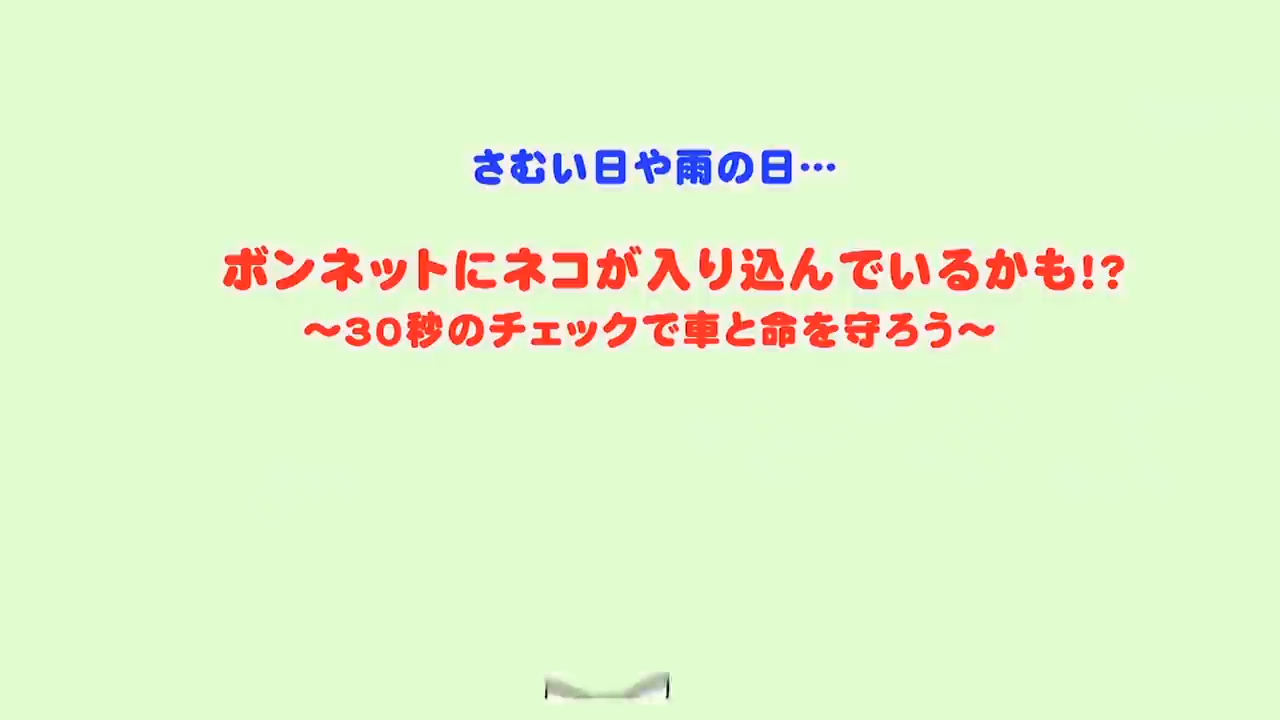 さむい日や雨の日…
ボンネットにネコが入り込んでいるかも!?
～30秒のチェックで車と命を守ろう～